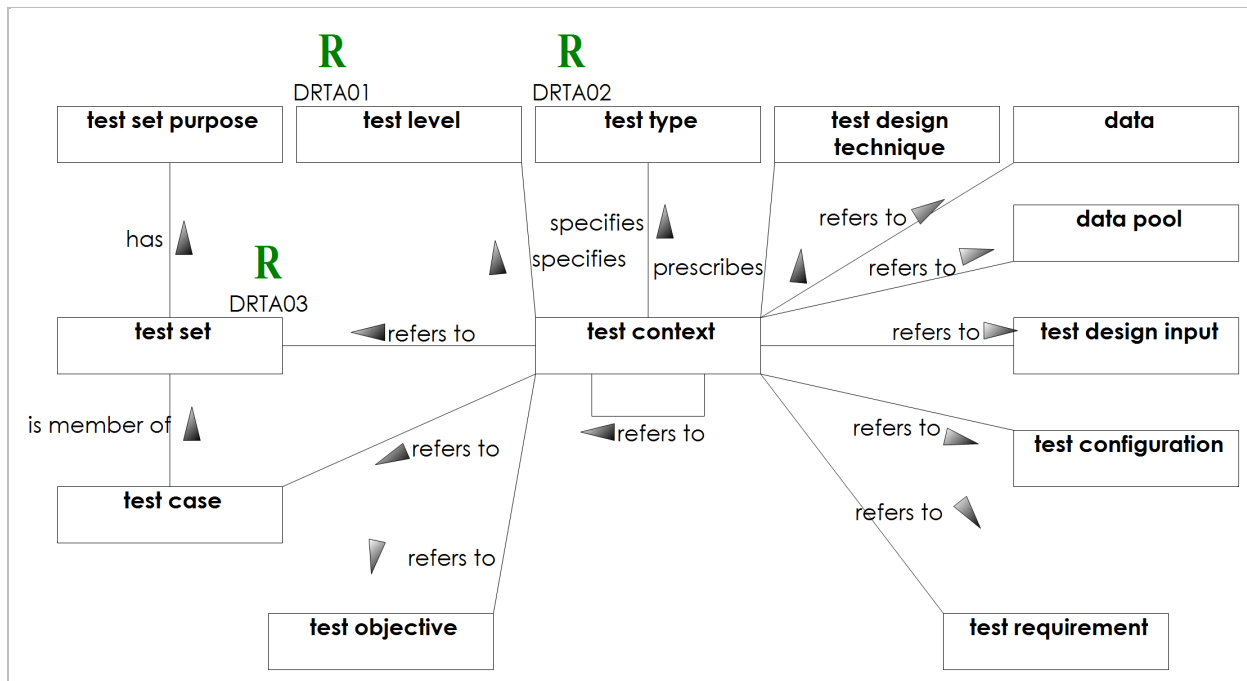 R
R
DRTA01
DRTA02
test set purpose
test level
test type
test design
technique
data
refers to
data pool
specifies
has
specifies
prescribes
refers to
R
DRTA03
test set
refers to
test context
refers to
test design input
is member of
refers to
refers to
refers to
test configuration
test case
refers to
refers to
test objective
test requirement